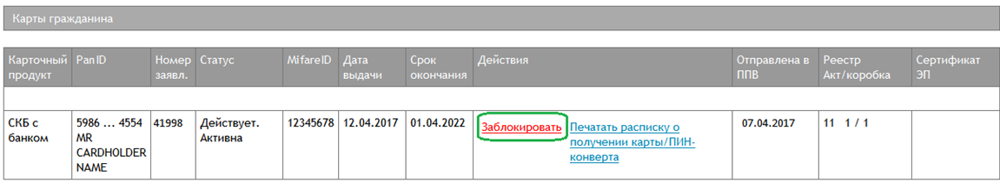 Карты гражданина
Карточный продукт
PanID
Номер заявл.
Статус
MifareID
Дата выдачи
Срок окончания
Действия
Отправлена в ППВ
Реестр Акт/коробка
Сертификат ЭП
СКБ с банком
5986 ... 4554
MR
CARDHOLDER
NAME
41998
Действует.
Активна
12345678
12.04.2017
01.04.2022
Заблокировать
Печатать расписку о
получении карты/ПИН-
конверта
07.04.2017
11 1 / 1